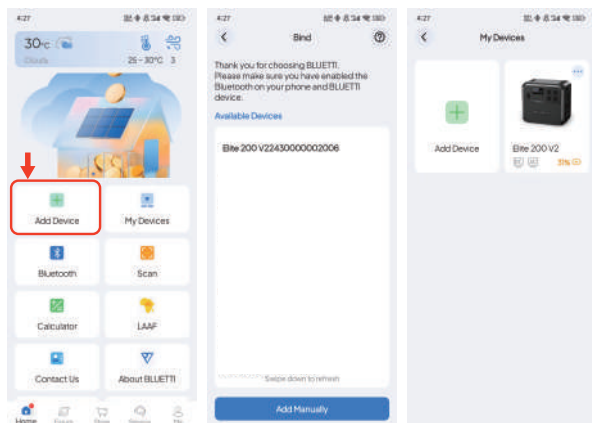 4:27
30°C
Clouds
25~30°C 3
Add Device
My Devices
Bluetooth
Scan
Calculator
LAAF
Contact Us
About BLUETTI
Home
4:27
Bind
Thank you for choosing BLUETTI.
Please make sure you have enabled the
Bluetooth on your phone and BLUETTI
device.
Available Devices
Elite 200 V22430000002006
Swipe down to refresh
Add Manually
4:27
My Devices
Add Device
Elite 200 V2
31%